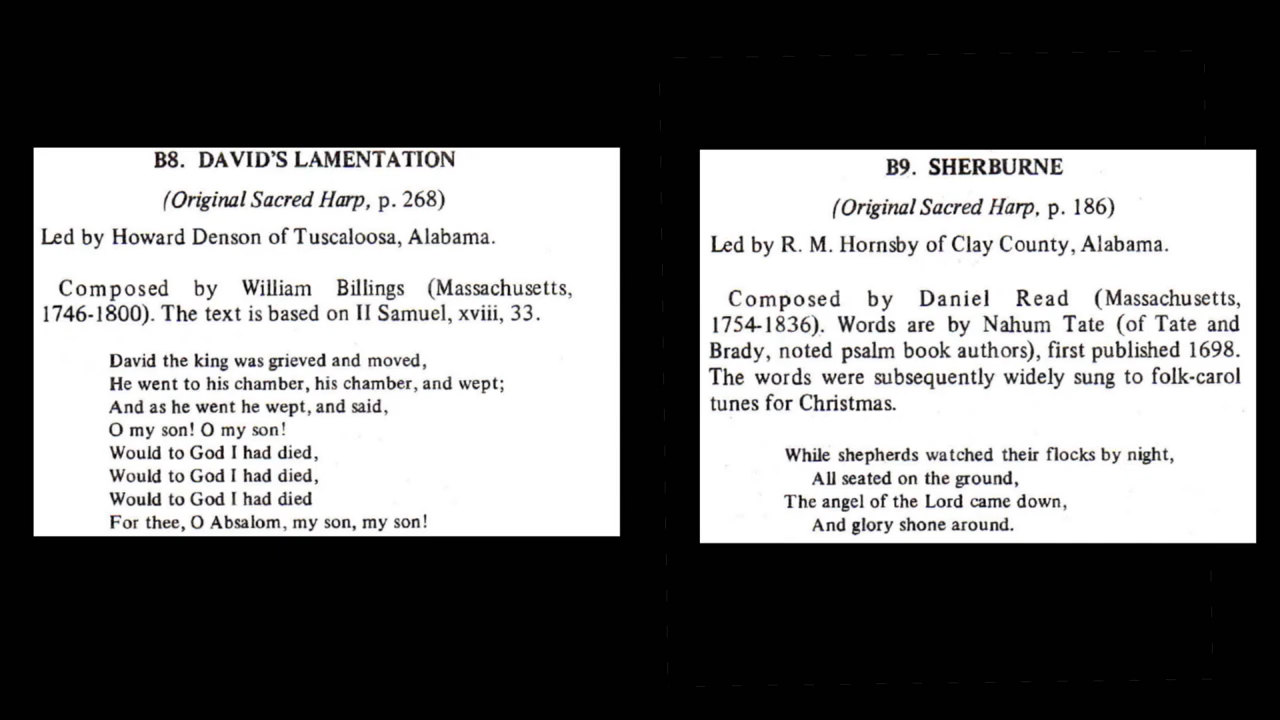 B8. DAVID'S LAMENTATION
(Original Sacred Harp, p. 268)
Led by Howard Denson of Tuscaloosa, Alabama.
Composed by William Billings (Massachusetts,
1746-1800). The text is based on II Samuel, xviii, 33.
David the king was grieved and moved,
He went to his chamber, his chamber, and wept;
And as he went he wept, and said,
O my son! O my son!
Would to God I had died,
Would to God I had died,
Would to God I had died
For thee, O Absalom, my son, my son!
B9. SHERBURNE
(Original Sacred Harp, p. 186)
Led by R. M. Hornsby of Clay County, Alabama.
Composed by Daniel Read (Massachusetts,
1754-1836). Words are by Nahum Tate (of Tate and
Brady, noted psalm book authors), first published 1698.
The words were subsequently widely sung to folk-carol
tunes for Christmas.
While shepherds watched their flocks by night,
All seated on the ground,
The angel of the Lord came down,
And glory shone around.